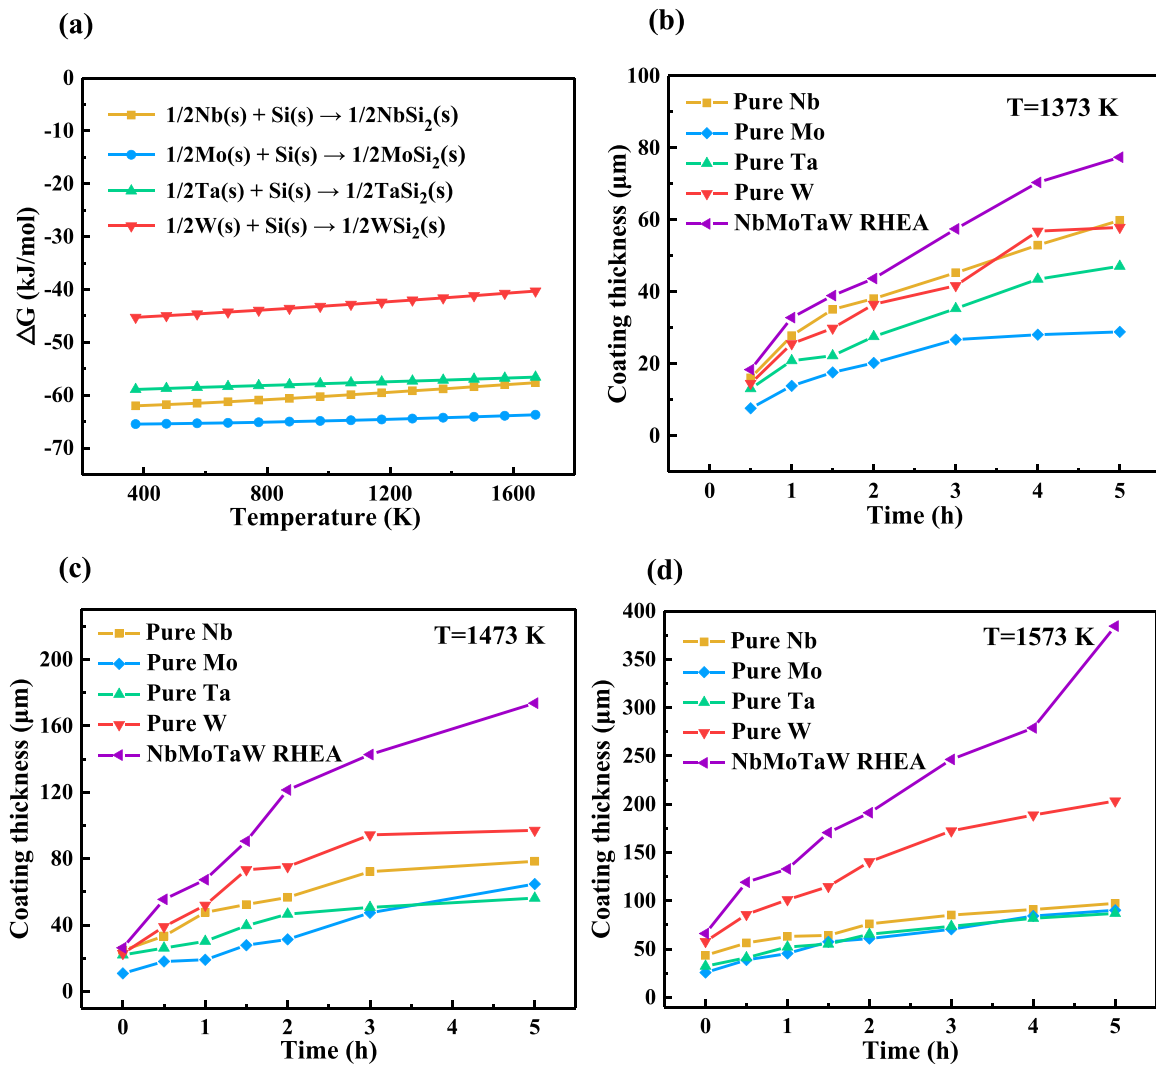 (a)
0
-10
-20
-30
-40
-50
-60
-70
ΔG (kJ/mol)
1/2Nb(s) + Si(s) → 1/2NbSi₂(s)
1/2Mo(s) + Si(s) → 1/2MoSi₂(s)
1/2Ta(s) + Si(s) → 1/2TaSi₂(s)
1/2W(s) + Si(s) → 1/2WSi₂(s)
400 800 1200 1600
Temperature (K)
(b)
100
80
60
40
20
0
Coating thickness (μm)
Pure Nb
Pure Mo
Pure Ta
Pure W
NbMoTaW RHEA
T=1373 K
0 1 2 3 4 5
Time (h)
(c)
200
160
120
80
40
0
Coating thickness (μm)
Pure Nb
Pure Mo
Pure Ta
Pure W
NbMoTaW RHEA
T=1473 K
0 1 2 3 5
Time (h)
(d)
400
350
300
250
200
150
100
50
0
Coating thickness (μm)
Pure Nb
Pure Mo
Pure Ta
Pure W
NbMoTaW RHEA
T=1573 K
0 1 2 3 4 5
Time (h)